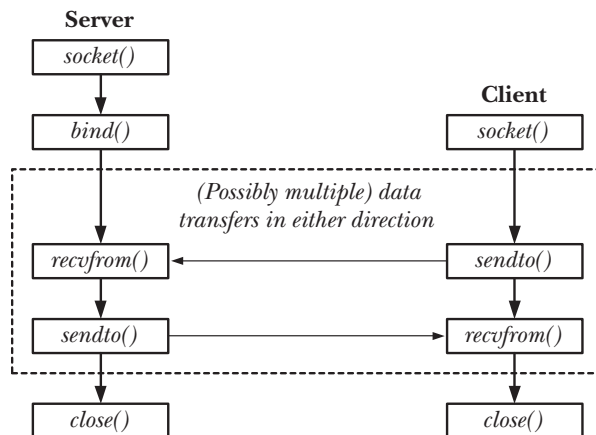 Server
socket()
Client
bind()
socket()
(Possibly multiple) data
transfers in either direction
recvfrom()
sendto()
sendto()
recvfrom()
close()
close()